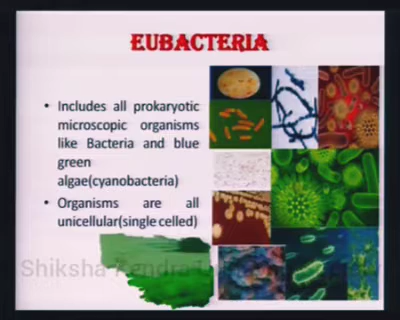 EUBACTERIA
• Includes all prokaryotic
microscopic organisms
like Bacteria and blue
green
algae(cyanobacteria)
• Organisms are all
unicellular(single celled)
Shiksha Kendra